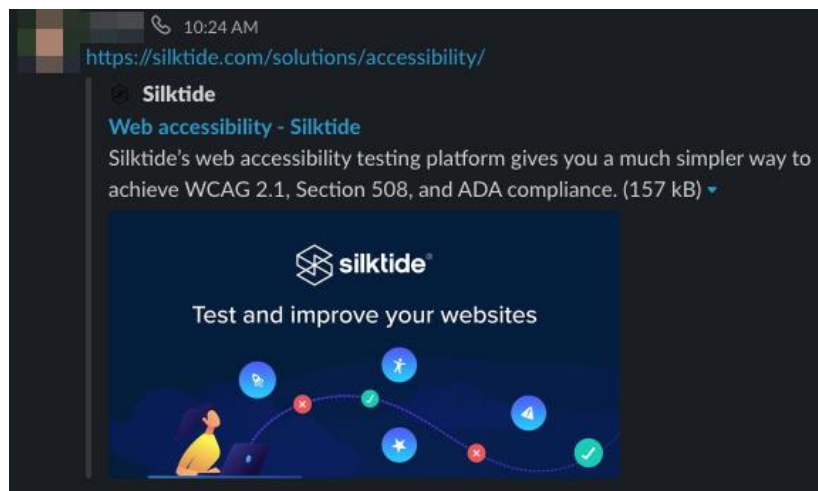 10:24 AM
https://silktide.com/solutions/accessibility/
Silktide
Web accessibility - Silktide
Silktide's web accessibility testing platform gives you a much simpler way to
achieve WCAG 2.1, Section 508, and ADA compliance. (157 kB)
silktide®
Test and improve your websites